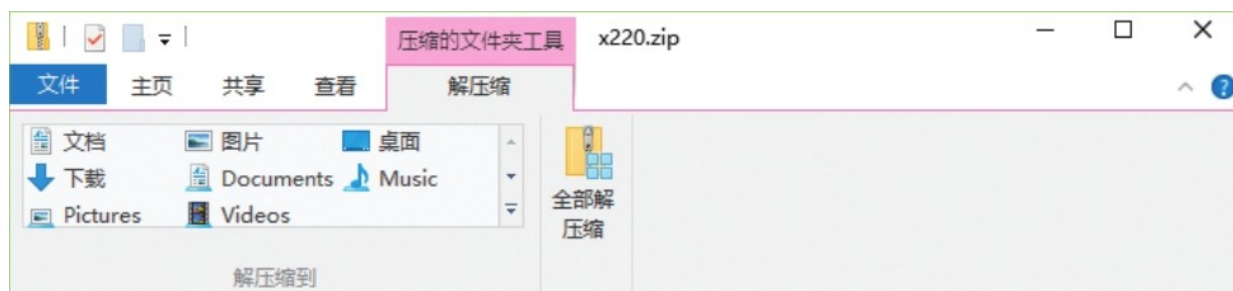 压缩的文件夹工具 x220.zip
文件 主页 共享 查看 解压缩
文档 图片 桌面
下载 Documents Music
Pictures Videos
全部解
压缩
解压缩到